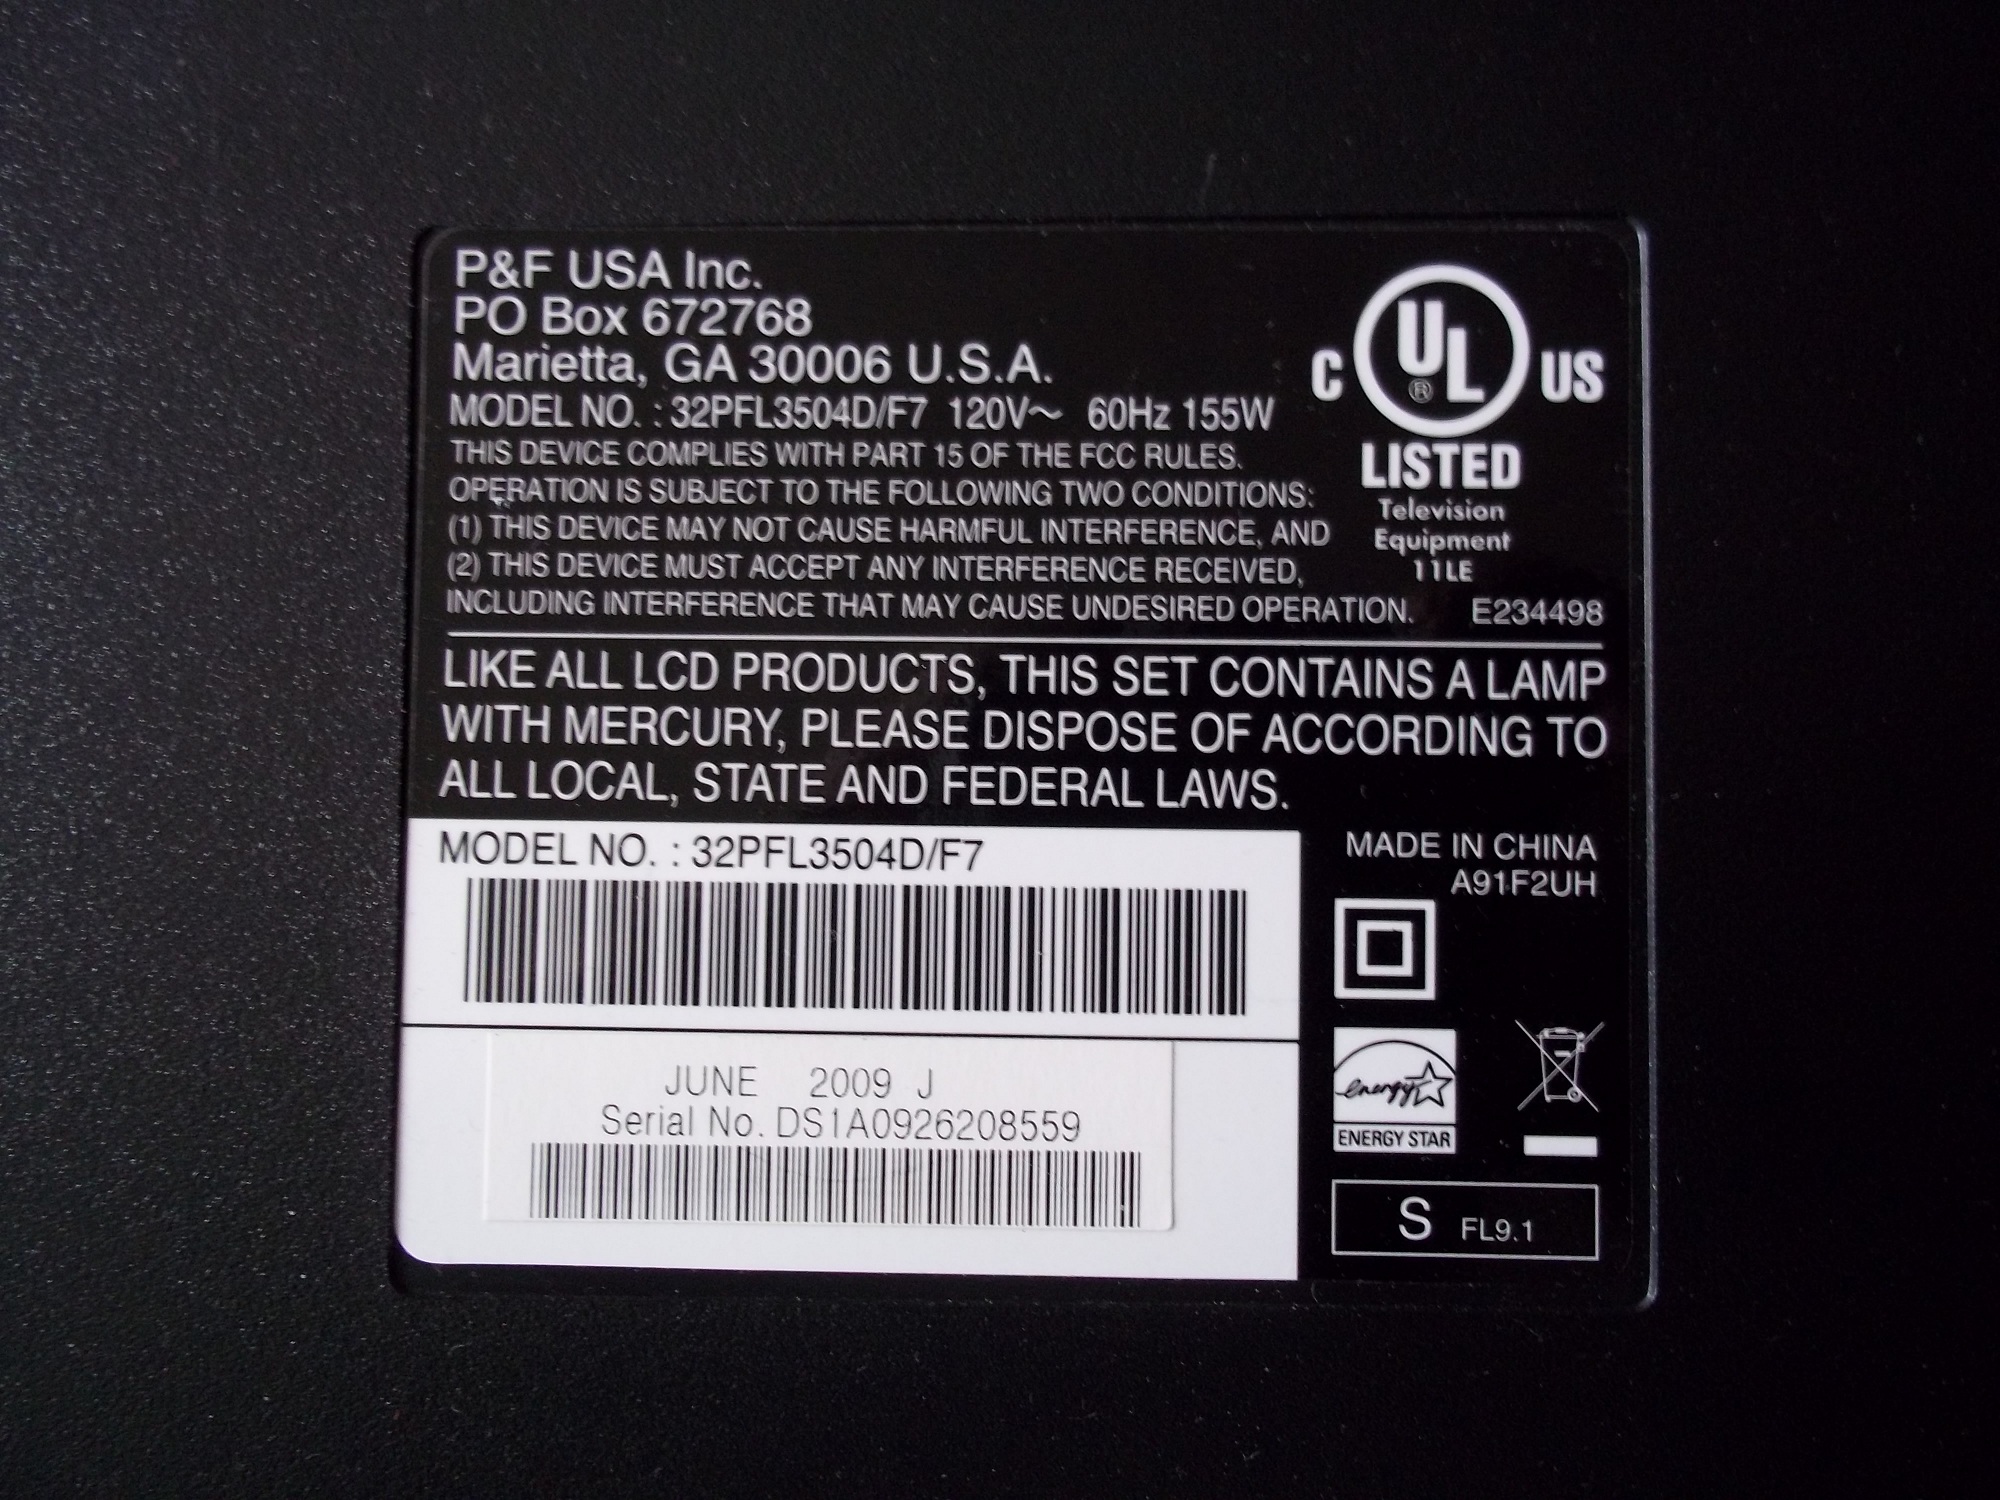 P&F USA Inc.
PO Box 672768
Marietta, GA 30006 U.S.A.
MODEL NO. : 32PFL3504D/F7 120V~ 60Hz 155W
THIS DEVICE COMPLIES WITH PART 15 OF THE FCC RULES.
OPERATION IS SUBJECT TO THE FOLLOWING TWO CONDITIONS:
(1) THIS DEVICE MAY NOT CAUSE HARMFUL INTERFERENCE, AND
(2) THIS DEVICE MUST ACCEPT ANY INTERFERENCE RECEIVED,
INCLUDING INTERFERENCE THAT MAY CAUSE UNDESIRED OPERATION.
C UL ® US
LISTED
Television
Equipment
11LE
E234498
LIKE ALL LCD PRODUCTS, THIS SET CONTAINS A LAMP
WITH MERCURY, PLEASE DISPOSE OF ACCORDING TO
ALL LOCAL, STATE AND FEDERAL LAWS.
MODEL NO. : 32PFL3504D/F7
JUNE 2009 J
Serial No. DS1A0926208559
MADE IN CHINA
A91F2UH
energy
ENERGY STAR
S FL9.1